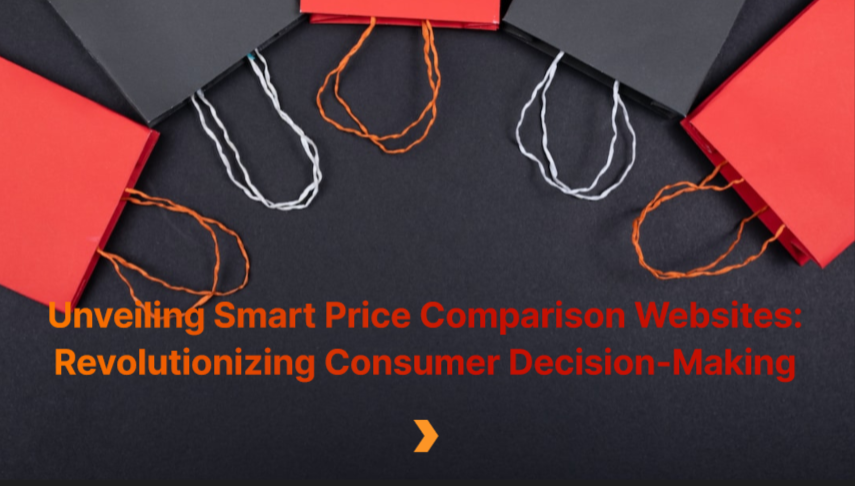 Unveiling Smart Price Comparison Websites:
Revolutionizing Consumer Decision-Making